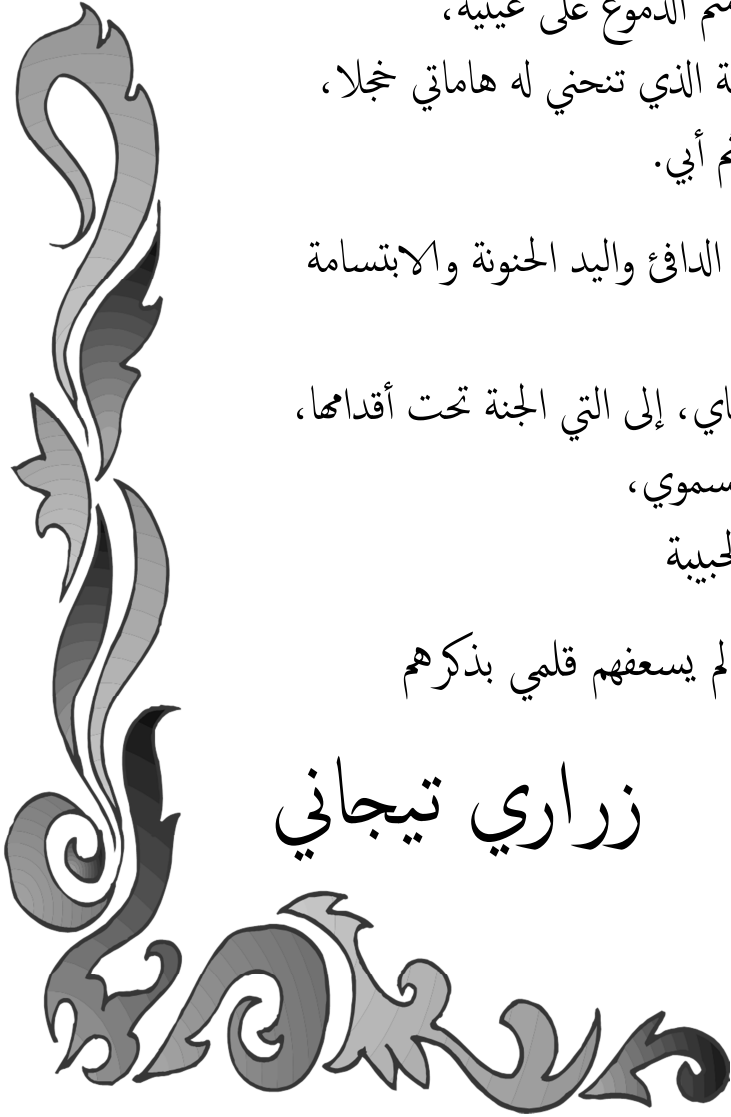 الدموع على عينيه،
الذي تنحني له هاماتي خجلا،
أبي.
الدافئ واليد الحنونة والابتسامة
إلى التي الجنة تحت أقدامها،
لم يسعفهم قلمي بذكرهم
زراري تيجاني